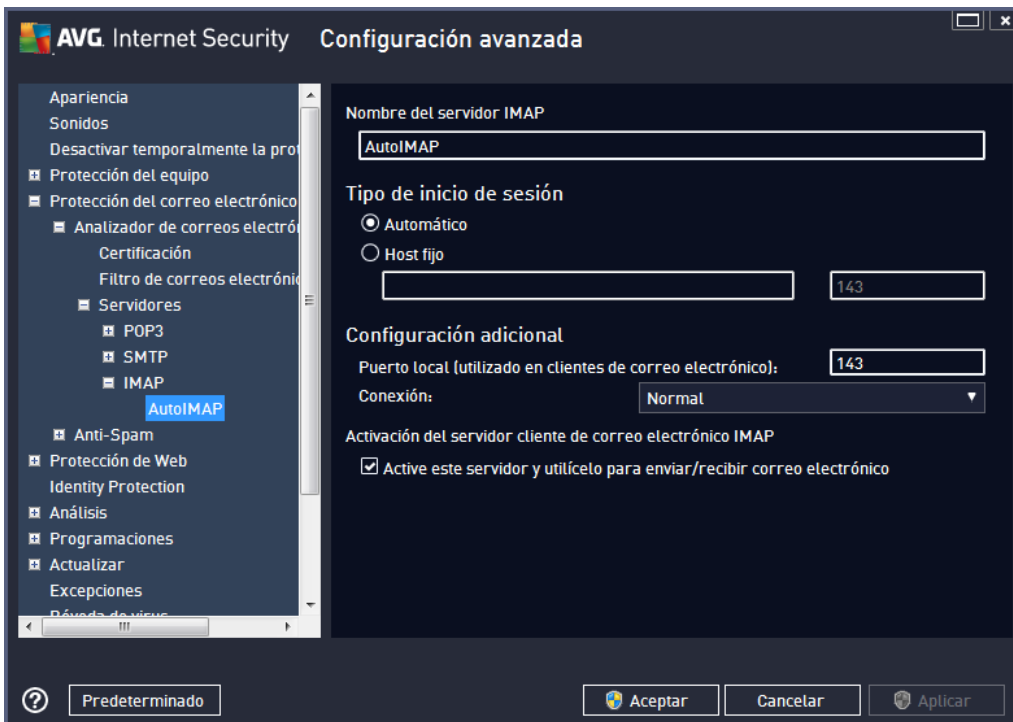 AVG. Internet Security Configuración avanzada
Apariencia
Sonidos
Desactivar temporalmente la prot
Protección del equipo
Protección del correo electrónico
Analizador de correos electró
Certificación
Filtro de correos electrónic
Servidores
POP3
SMTP
IMAP
AutoIMAP
Anti-Spam
Protección de Web
Identity Protection
Análisis
Programaciones
Actualizar
Excepciones
Bóveda de virus
Nombre del servidor IMAP
AutoIMAP
Tipo de inicio de sesión
Automático
Host fijo
143
Configuración adicional
Puerto local (utilizado en clientes de correo electrónico): 143
Conexión: Normal
Activación del servidor cliente de correo electrónico IMAP
Active este servidor y utilícelo para enviar/recibir correo electrónico
Predeterminado Aceptar Cancelar Aplicar